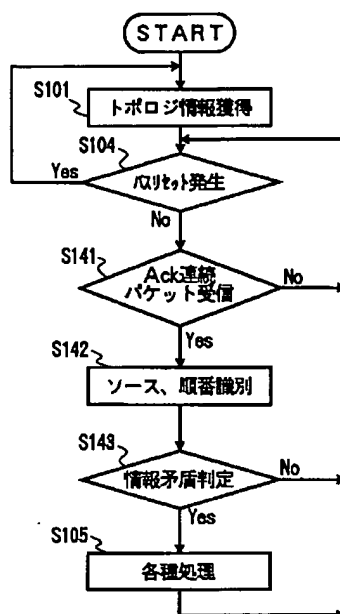 START
S101
トポロジ情報獲得
S104
バスリセット発生
Yes
No
S141
Ack連続
パケット受信
No
Yes
S142
ソース、順番識別
S143
情報矛盾判定
No
Yes
S105
各種処理